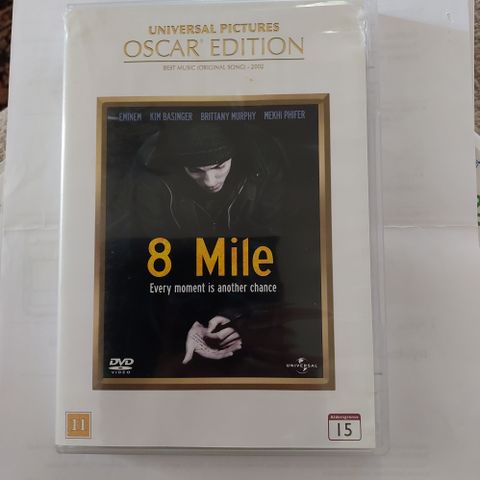 UNIVERSAL PICTURES
OSCAR® EDITION
BEST MUSIC (ORIGINAL SONG) - 2002
EMINEM KIM BASINGER BRITTANY MURPHY MEKHI PHIFER
8 Mile
Every moment is another chance
DVD
VIDEO
UNIVERSAL
11
Aldersgrense
15